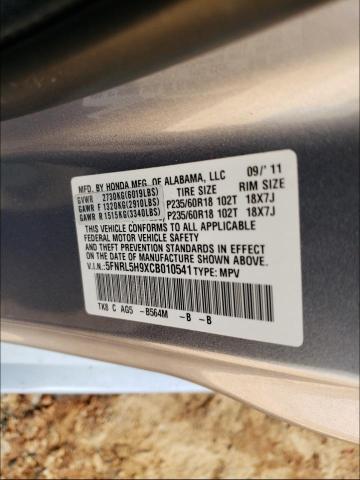 MFD. BY HONDA MFG. OF ALABAMA, LLC 09/'11
GVWR 2730KG(6019LBS) TIRE SIZE RIM SIZE
GAWR F 1320KG(2910LBS) P235/60R18 102T 18X7J
GAWR R 1515KG(3340LBS) P235/60R18 102T 18X7J
THIS VEHICLE CONFORMS TO ALL APPLICABLE
FEDERAL MOTOR VEHICLE SAFETY AND
THEFT PREVENTION STANDARDS IN EFFECT ON
THE DATE OF MANUFACTURE SHOWN ABOVE.
V.I.N.: 5FNRL5H9XCB010541 TYPE: MPV
TK8 C AG5 -B564M -B -B